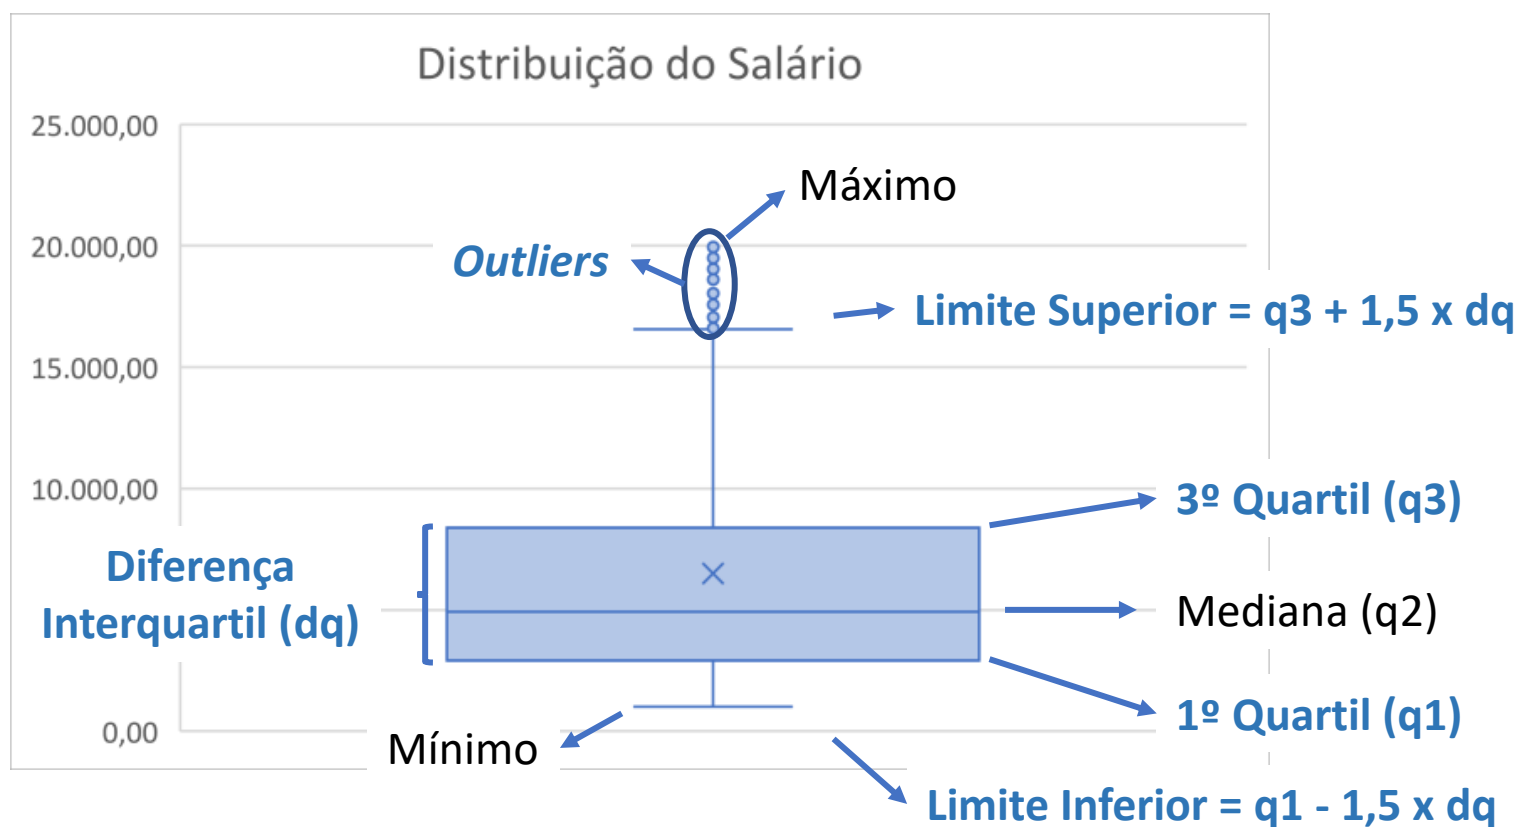 Distribuição do Salário
25.000,00
Máximo
20.000,00
Outliers
Limite Superior = q3 + 1,5 x dq
15.000,00
10.000,00
3º Quartil (q3)
Diferença
Interquartil (dq)
Mediana (q2)
1º Quartil (q1)
0,00
Mínimo
Limite Inferior = q1 - 1,5 x dq